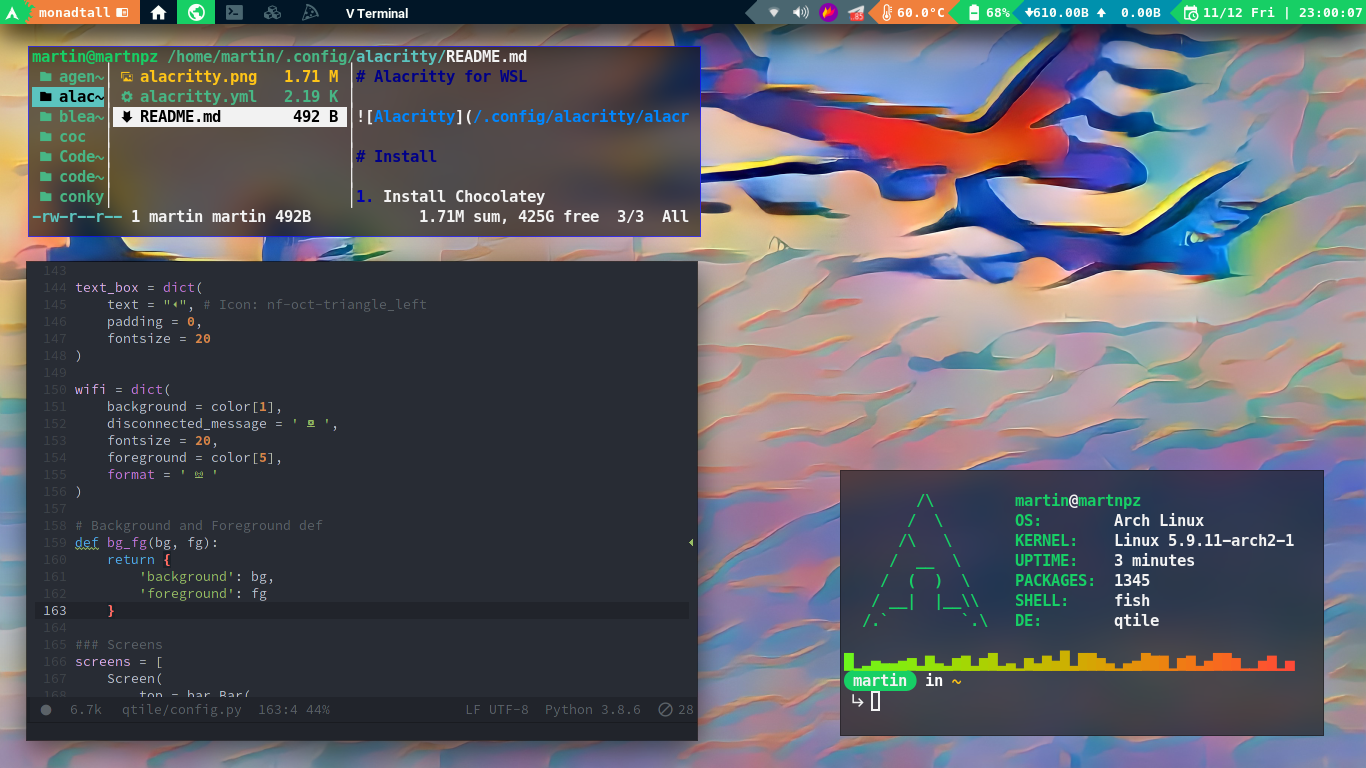 monadtall V Terminal 85 60.0°C 68% 610.00B 0.00B 11/12 Fri | 23:00:07
martin@martnpz /home/martin/.config/alacritty/README.md
agen~ alacritty.png 1.71 M # Alacritty for WSL
alac~ alacritty.yml 2.19 K
blea~ README.md 492 B ![Alacritty](/.config/alacritty/alacr
coc
Code~ # Install
code~
conky 1. Install Chocolatey
-rw-r--r-- 1 martin martin 492B 1.71M sum, 425G free 3/3 All
143
144 text_box = dict(
145 text = "", # Icon: nf-oct-triangle_left
146 padding = 0,
147 fontsize = 20
148 )
149
150 wifi = dict(
151 background = color[1],
152 disconnected_message = ' ',
153 fontsize = 20,
154 foreground = color[5],
155 format = ' '
156 )
157
158 # Background and Foreground def
159 def bg_fg(bg, fg):
160 return {
161 'background': bg,
162 'foreground': fg
163 }
164
165 ### Screens
166 screens = [
167 Screen(
168 top = bar.Bar(
6.7k qtile/config.py 163:4 44% LF UTF-8 Python 3.8.6 28
/\ martin@martnpz
/ \ OS: Arch Linux
/\ \ KERNEL: Linux 5.9.11-arch2-1
/ __ \ UPTIME: 3 minutes
/ ( ) \ PACKAGES: 1345
/ __| |__\\ SHELL: fish
/.` `.\ DE: qtile
martin in ~
↳